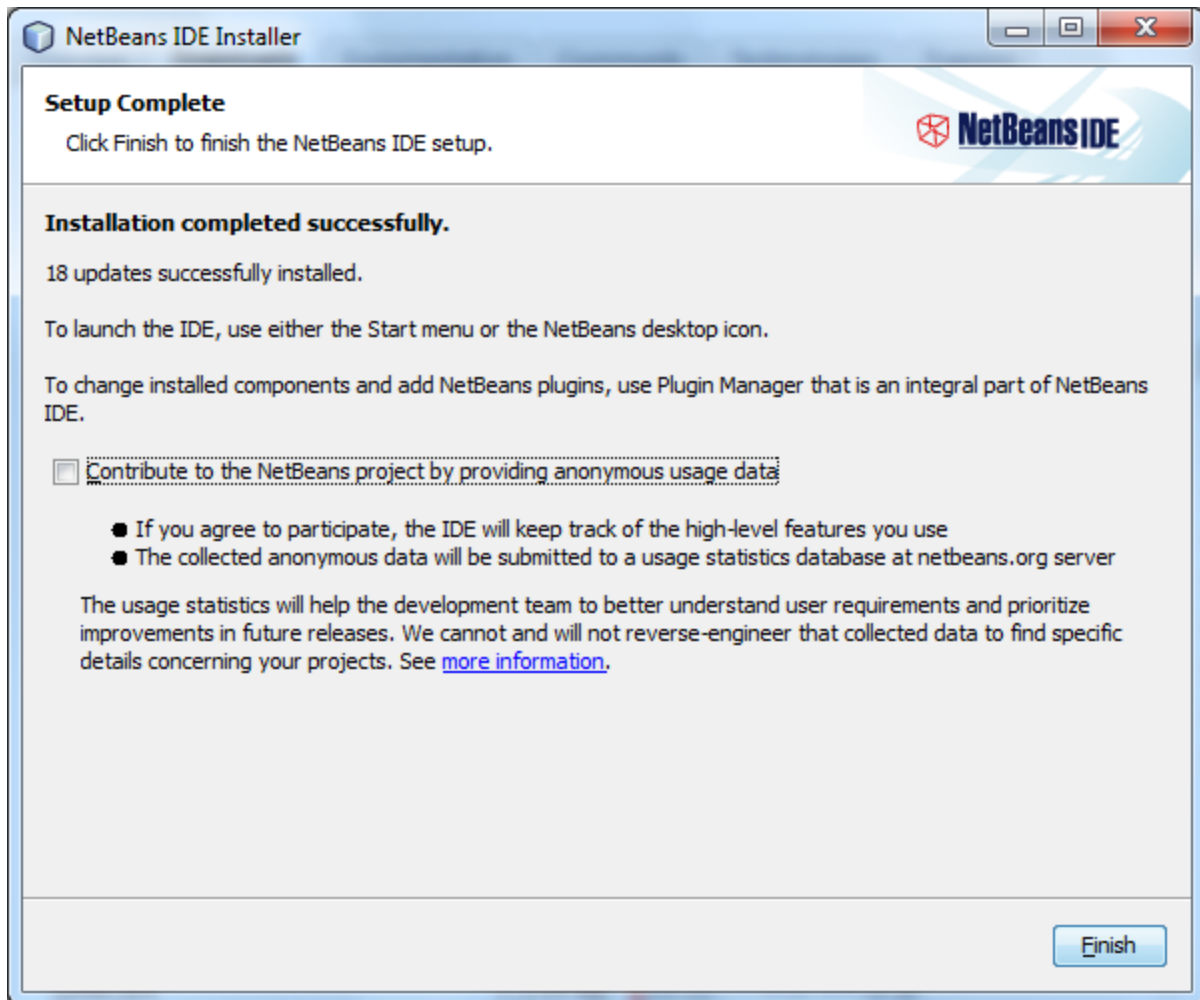 NetBeans IDE Installer
Setup Complete
Click Finish to finish the NetBeans IDE setup.
NetBeans IDE
Installation completed successfully.
18 updates successfully installed.
To launch the IDE, use either the Start menu or the NetBeans desktop icon.
To change installed components and add NetBeans plugins, use Plugin Manager that is an integral part of NetBeans
IDE.
Contribute to the NetBeans project by providing anonymous usage data
● If you agree to participate, the IDE will keep track of the high-level features you use
● The collected anonymous data will be submitted to a usage statistics database at netbeans.org server
The usage statistics will help the development team to better understand user requirements and prioritize
improvements in future releases. We cannot and will not reverse-engineer that collected data to find specific
details concerning your projects. See more information.
Finish